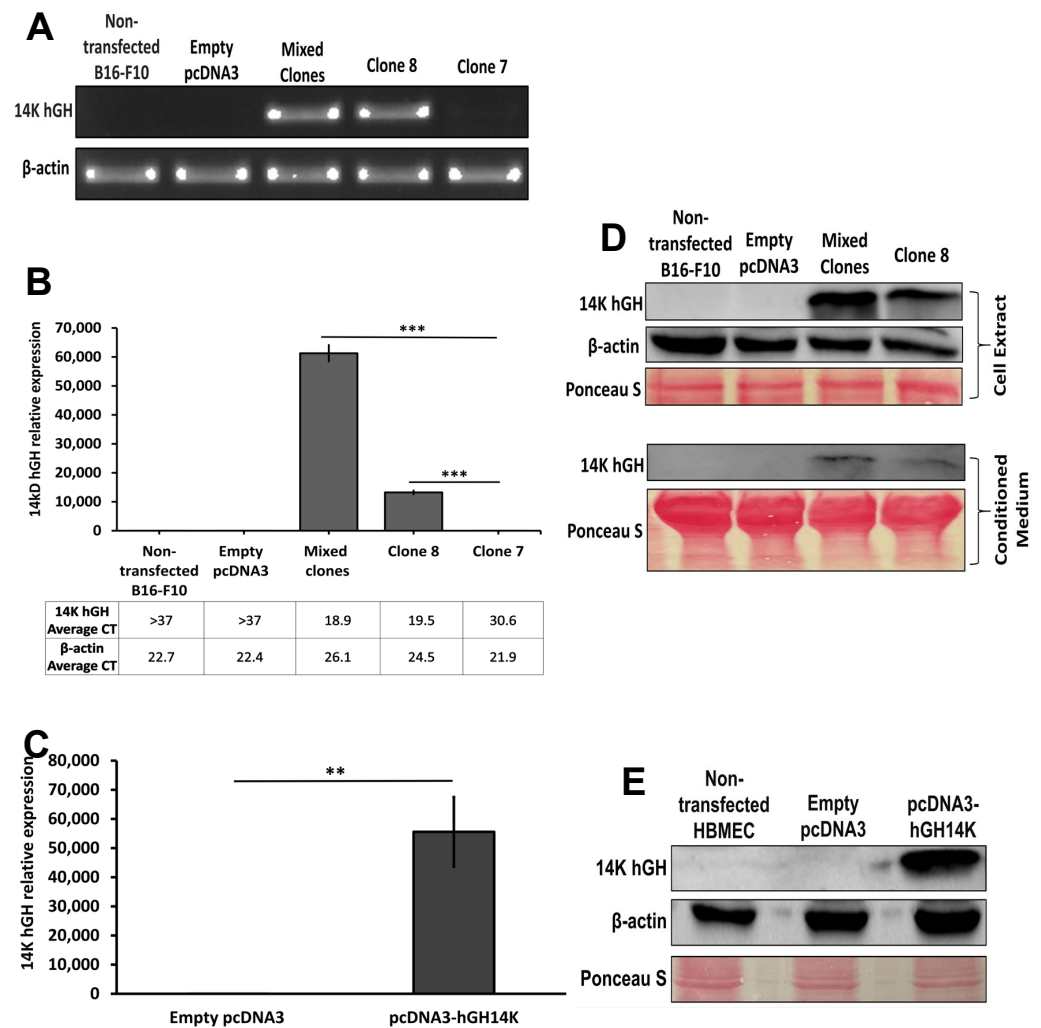 A
Non-
transfected
B16-F10
Empty
pcDNA3
Mixed
Clones
Clone 8
Clone 7
14K hGH
β-actin
B
14kD hGH relative expression
70,000
60,000
50,000
40,000
30,000
20,000
10,000
0
***
***
Non-
transfected
B16-F10
Empty
pcDNA3
Mixed
clones
Clone 8
Clone 7
14K hGH
Average CT
>37
>37
18.9
19.5
30.6
β-actin
Average CT
22.7
22.4
26.1
24.5
21.9
C
14K hGH relative expression
80,000
70,000
60,000
50,000
40,000
30,000
20,000
10,000
0
**
Empty pcDNA3
pcDNA3-hGH14K
D
Non-
transfected
B16-F10
Empty
pcDNA3
Mixed
Clones
Clone 8
14K hGH
β-actin
Ponceau S
Cell Extract
14K hGH
Ponceau S
Conditioned
Medium
E
Non-
transfected
HBMEC
Empty
pcDNA3
pcDNA3-
hGH14K
14K hGH
β-actin
Ponceau S